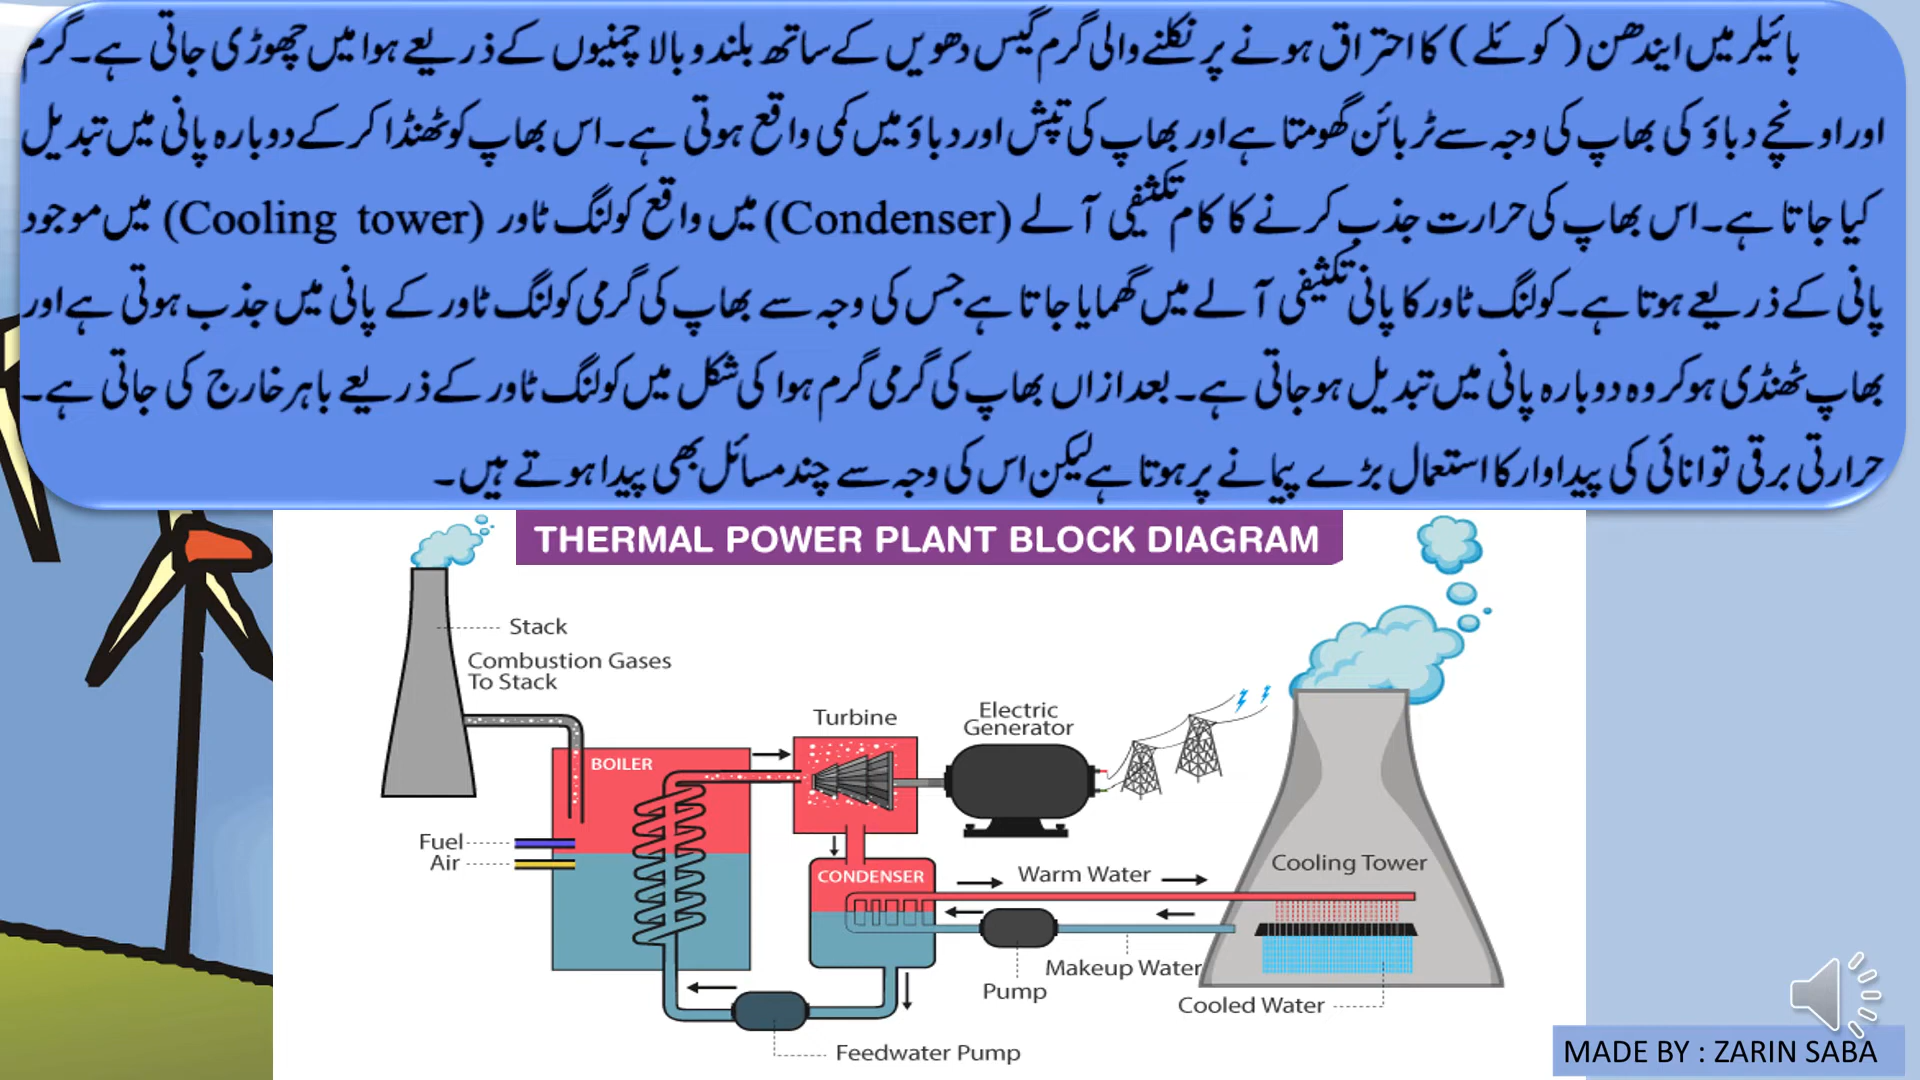 بائیلر میں ایندھن (کوئلے) کا احتراق ہونے پر نکلنے والی گرم گیس دھویں کے ساتھ بلند و بالا چمنیوں کے ذریعے ہوا میں چھوڑی جاتی ہے۔ گرم
اور اونچے دباؤ کی بھاپ کی وجہ سے ٹربائن گھومتا ہے اور بھاپ کی تپش اور دباؤ میں کمی واقع ہوتی ہے۔ اس بھاپ کو ٹھنڈا کرکے دوبارہ پانی میں تبدیل
کیا جاتا ہے۔ اس بھاپ کی حرارت جذب کرنے کا کام تکثیفی آلے (Condenser) میں واقع کولنگ ٹاور (Cooling tower) میں موجود
پانی کے ذریعے ہوتا ہے۔ کولنگ ٹاور کا پانی تکثیفی آلے میں گھمایا جاتا ہے جس کی وجہ سے بھاپ کی گرمی کولنگ ٹاور کے پانی میں جذب ہوتی ہے اور
بھاپ ٹھنڈی ہوکر وہ دوبارہ پانی میں تبدیل ہوجاتی ہے۔ بعد ازاں بھاپ کی گرمی گرم ہوا کی شکل میں کولنگ ٹاور کے ذریعے باہر خارج کی جاتی ہے۔
حرارتی برقی توانائی کی پیداوار کا استعمال بڑے پیمانے پر ہوتا ہے لیکن اس کی وجہ سے چند مسائل بھی پیدا ہوتے ہیں۔
THERMAL POWER PLANT BLOCK DIAGRAM
Stack
Combustion Gases
To Stack
Turbine
Electric
Generator
BOILER
Fuel
Air
CONDENSER
Warm Water
Cooling Tower
Makeup Water
Pump
Cooled Water
Feedwater Pump
MADE BY : ZARIN SABA